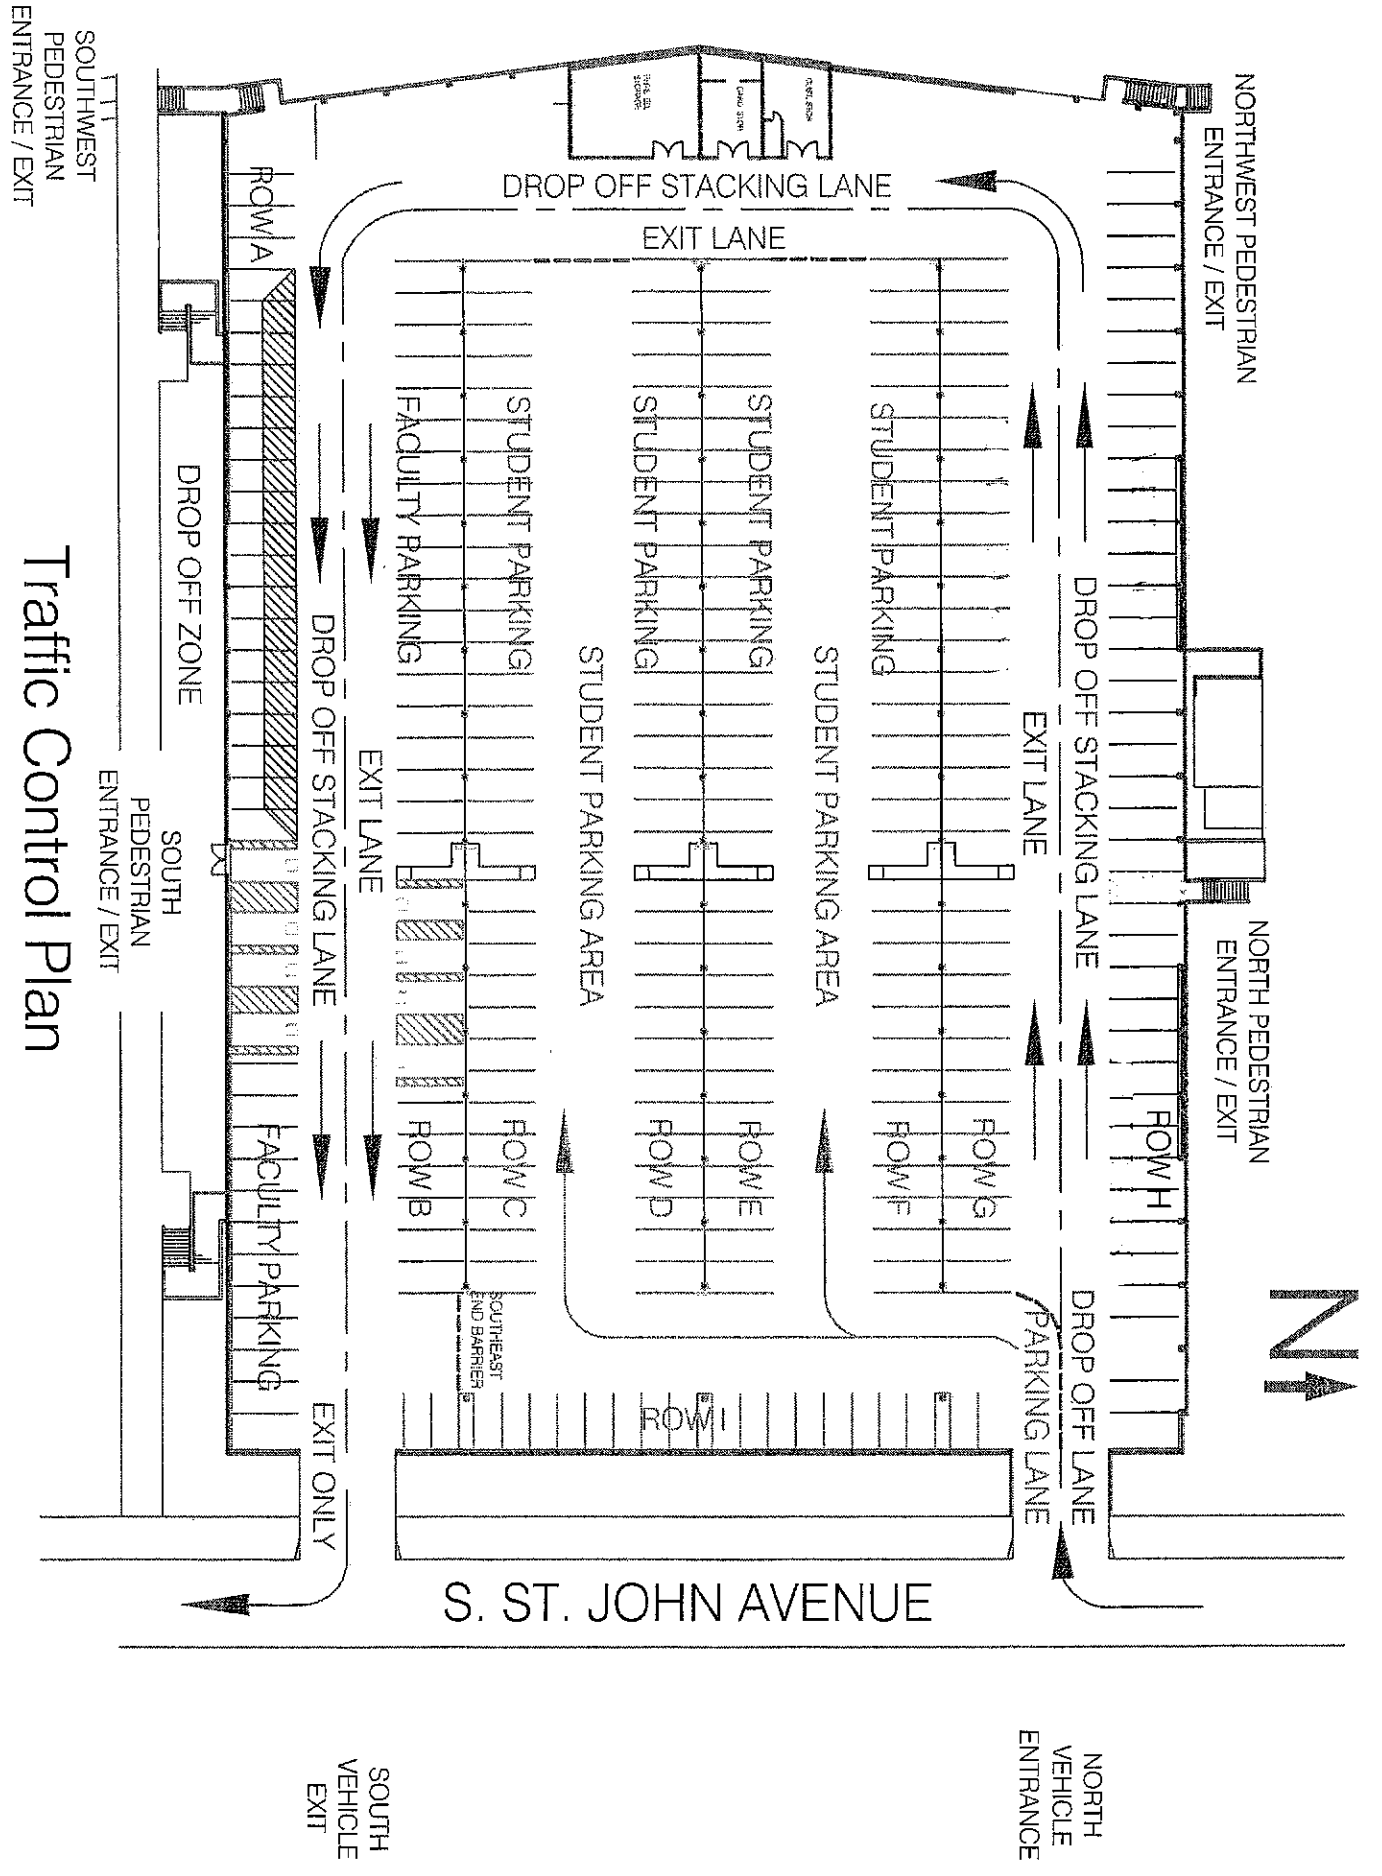 SOUTHWEST
PEDESTRIAN
ENTRANCE / EXIT
NORTHWEST PEDESTRIAN
ENTRANCE / EXIT
DROP OFF STACKING LANE
EXIT LANE
ROW A
DROP OFF ZONE
FACULTY PARKING
STUDENT PARKING
STUDENT PARKING
STUDENT PARKING
STUDENT PARKING
DROP OFF STACKING LANE
EXIT LANE
STUDENT PARKING AREA
STUDENT PARKING AREA
EXIT LANE
DROP OFF STACKING LANE
SOUTH
PEDESTRIAN
ENTRANCE / EXIT
NORTH PEDESTRIAN
ENTRANCE / EXIT
Traffic Control Plan
FACULTY PARKING
ROW B
ROW C
ROW D
ROW E
ROW F
ROW G
ROW H
N
SOUTHEAST
END BARRIER
ROW I
DROP OFF LANE
PARKING LANE
EXIT ONLY
S. ST. JOHN AVENUE
SOUTH
VEHICLE
EXIT
NORTH
VEHICLE
ENTRANCE